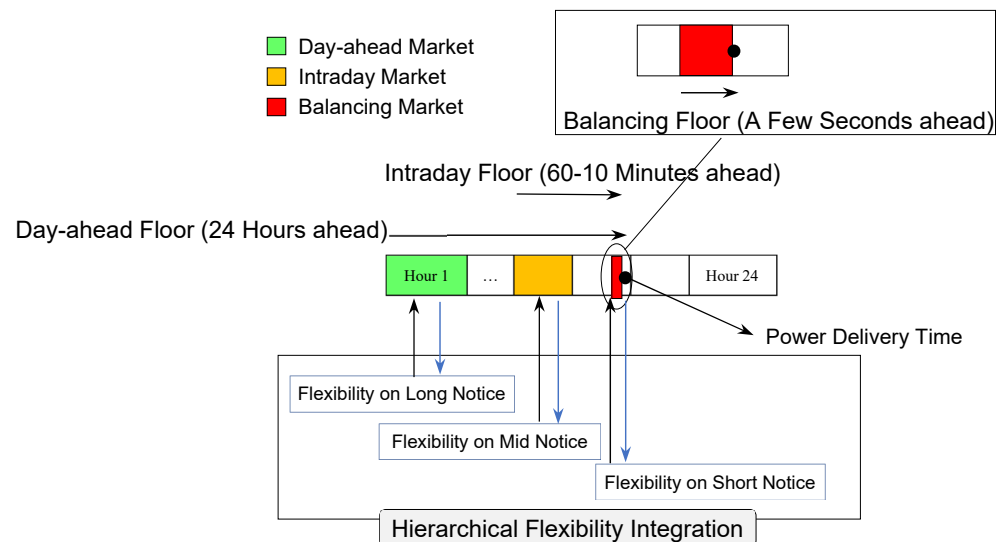 Day-ahead Market
Intraday Market
Balancing Market
Balancing Floor (A Few Seconds ahead)
Intraday Floor (60-10 Minutes ahead)
Day-ahead Floor (24 Hours ahead)
Hour 1
...
Hour 24
Power Delivery Time
Flexibility on Long Notice
Flexibility on Mid Notice
Flexibility on Short Notice
Hierarchical Flexibility Integration